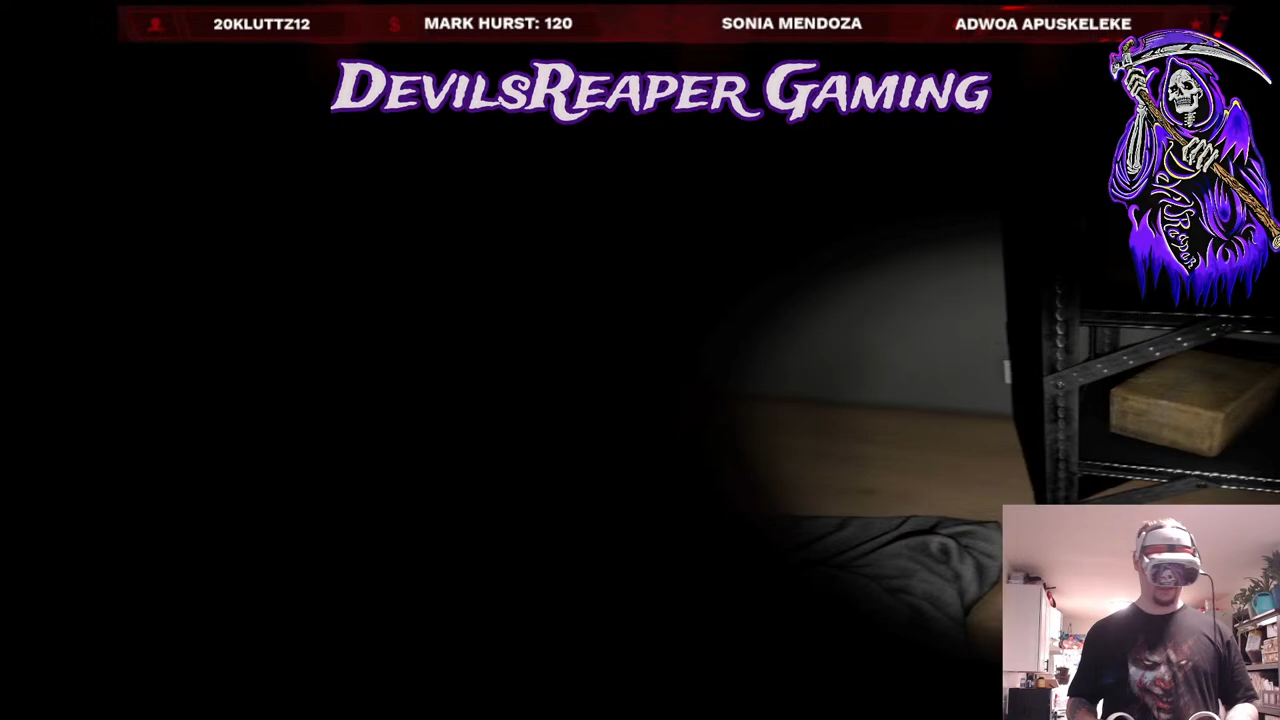 20KLUTTZ12 MARK HURST: 120 SONIA MENDOZA ADWOA APUSKELEKE
DEVILSREAPER GAMING